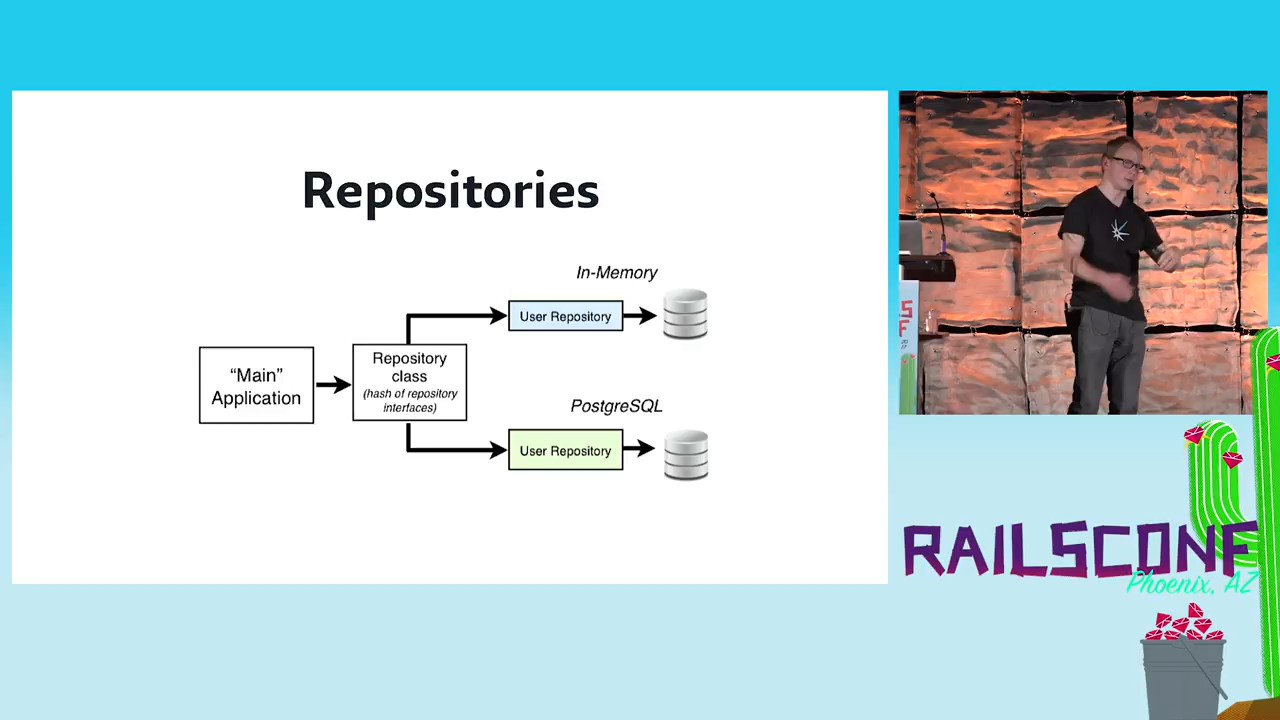 Repositories
In-Memory
User Repository
"Main"
Application
Repository
class
(hash of repository
interfaces)
PostgreSQL
User Repository
S
F
RAILSCONF
Phoenix, AZ